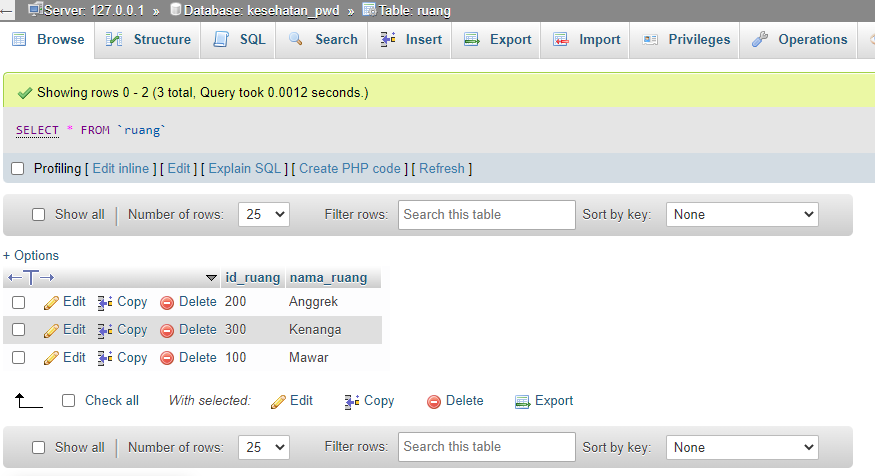 Server: 127.0.0.1 » Database: kesehatan_pwd » Table: ruang
Browse Structure SQL Search Insert Export Import Privileges Operations
Showing rows 0 - 2 (3 total, Query took 0.0012 seconds.)
SELECT * FROM `ruang`
Profiling [ Edit inline ] [ Edit ] [ Explain SQL ] [ Create PHP code ] [ Refresh ]
Show all Number of rows: 25 Filter rows: Search this table Sort by key: None
+ Options
id_ruang nama_ruang
Edit Copy Delete 200 Anggrek
Edit Copy Delete 300 Kenanga
Edit Copy Delete 100 Mawar
Check all With selected: Edit Copy Delete Export
Show all Number of rows: 25 Filter rows: Search this table Sort by key: None